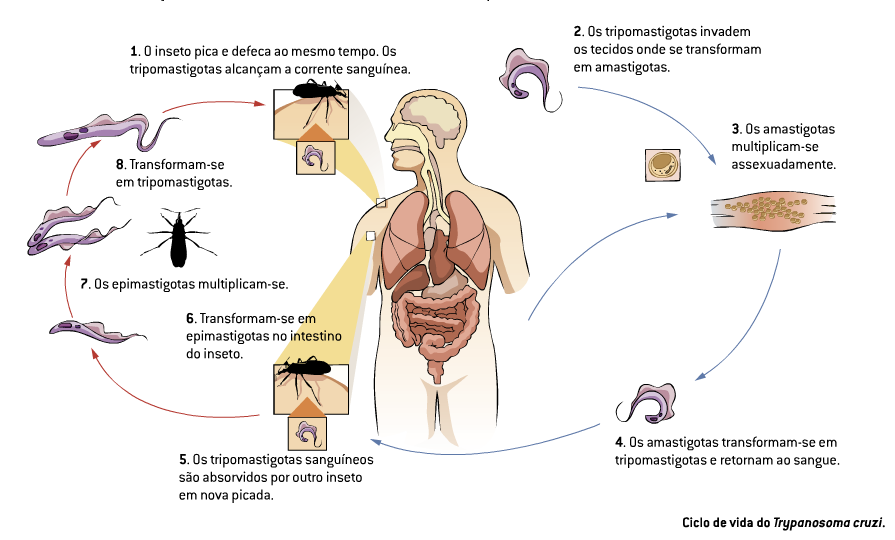 1. O inseto pica e defeca ao mesmo tempo. Os
tripomastigotas alcançam a corrente sanguínea.
2. Os tripomastigotas invadem
os tecidos onde se transformam
em amastigotas.
3. Os amastigotas
multiplicam-se
assexuadamente.
4. Os amastigotas transformam-se em
tripomastigotas e retornam ao sangue.
5. Os tripomastigotas sanguíneos
são absorvidos por outro inseto
em nova picada.
6. Transformam-se em
epimastigotas no intestino
do inseto.
7. Os epimastigotas multiplicam-se.
8. Transformam-se
em tripomastigotas.
Ciclo de vida do Trypanosoma cruzi.